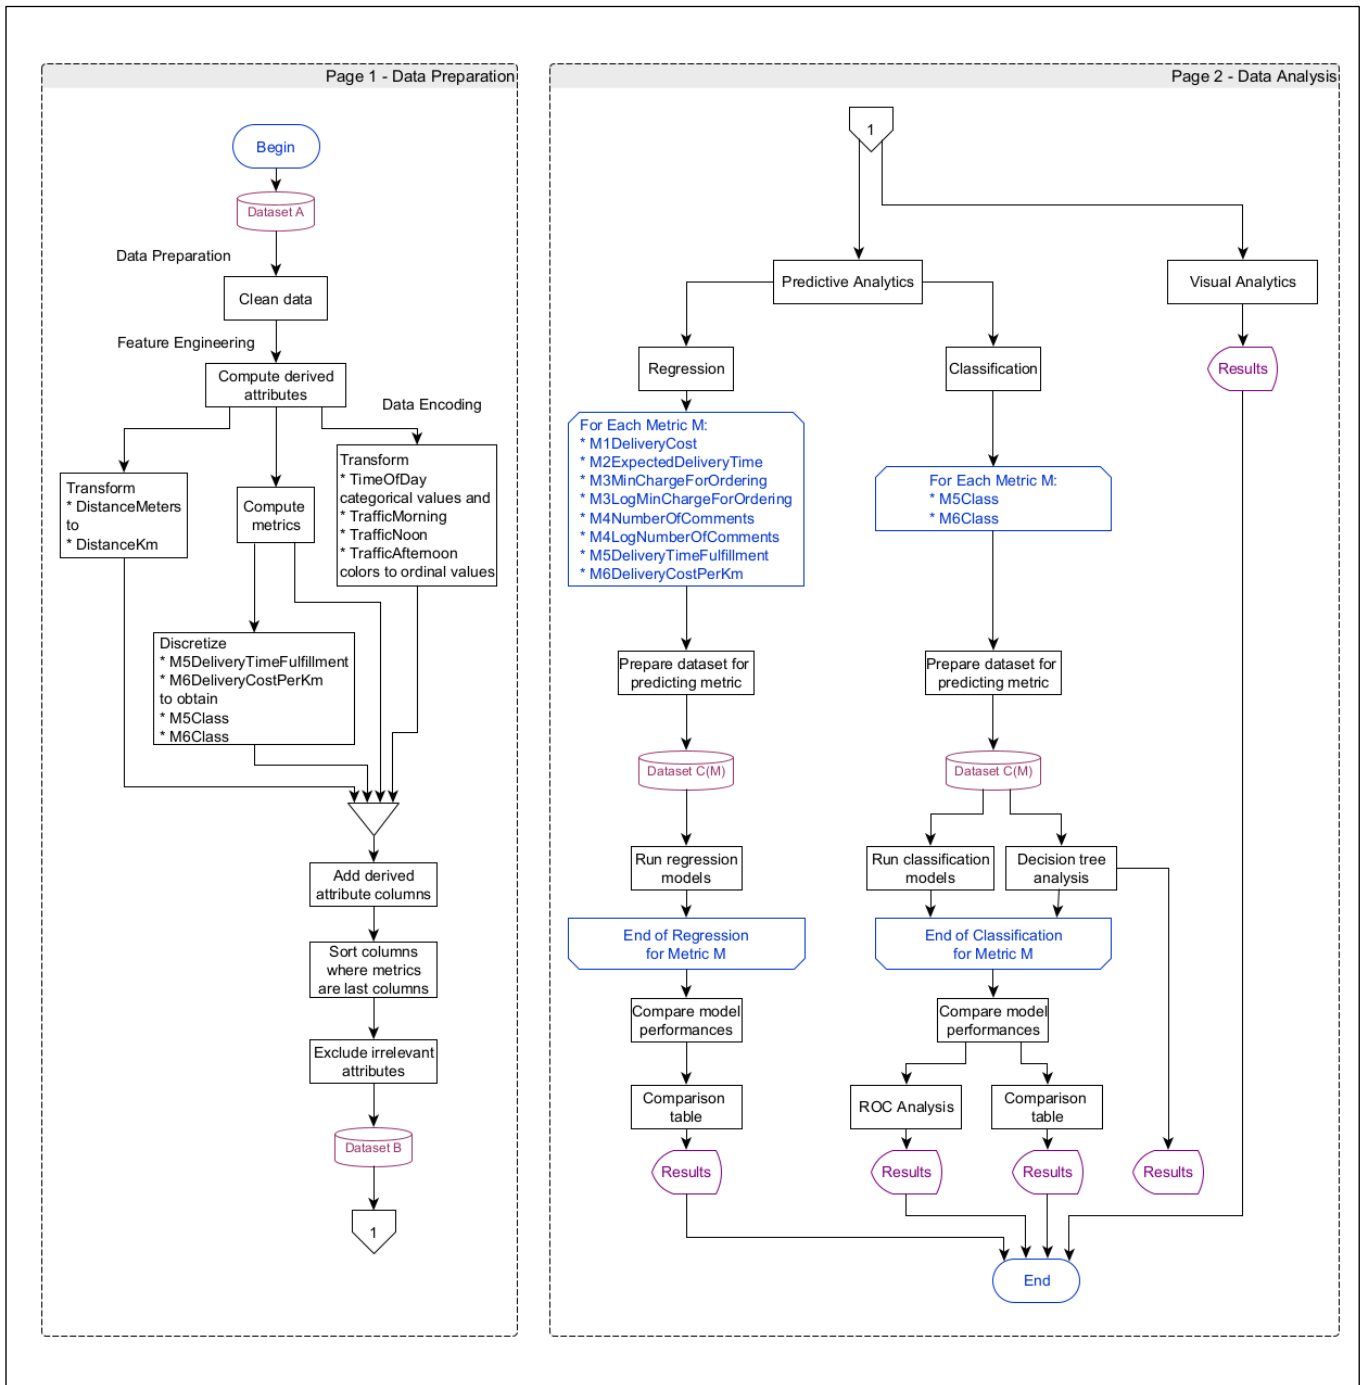 Page 1 - Data Preparation
Begin
Dataset A
Data Preparation
Clean data
Feature Engineering
Compute derived
attributes
Data Encoding
Transform
* DistanceMeters
to
* DistanceKm
Compute
metrics
Transform
* TimeOfDay
categorical values and
* TrafficMorning
* TrafficNoon
* TrafficAfternoon
colors to ordinal values
Discretize
* M5DeliveryTimeFulfillment
* M6DeliveryCostPerKm
to obtain
* M5Class
* M6Class
Add derived
attribute columns
Sort columns
where metrics
are last columns
Exclude irrelevant
attributes
Dataset B
1
Page 2 - Data Analysis
1
Predictive Analytics
Visual Analytics
Regression
Classification
Results
For Each Metric M:
* M1DeliveryCost
* M2ExpectedDeliveryTime
* M3MinChargeForOrdering
* M3LogMinChargeForOrdering
* M4NumberOfComments
* M4LogNumberOfComments
* M5DeliveryTimeFulfillment
* M6DeliveryCostPerKm
For Each Metric M:
* M5Class
* M6Class
Prepare dataset for
predicting metric
Prepare dataset for
predicting metric
Dataset C(M)
Dataset C(M)
Run regression
models
Run classification
models
Decision tree
analysis
End of Regression
for Metric M
End of Classification
for Metric M
Compare model
performances
Compare model
performances
Comparison
table
ROC Analysis
Comparison
table
Results
Results
Results
Results
End